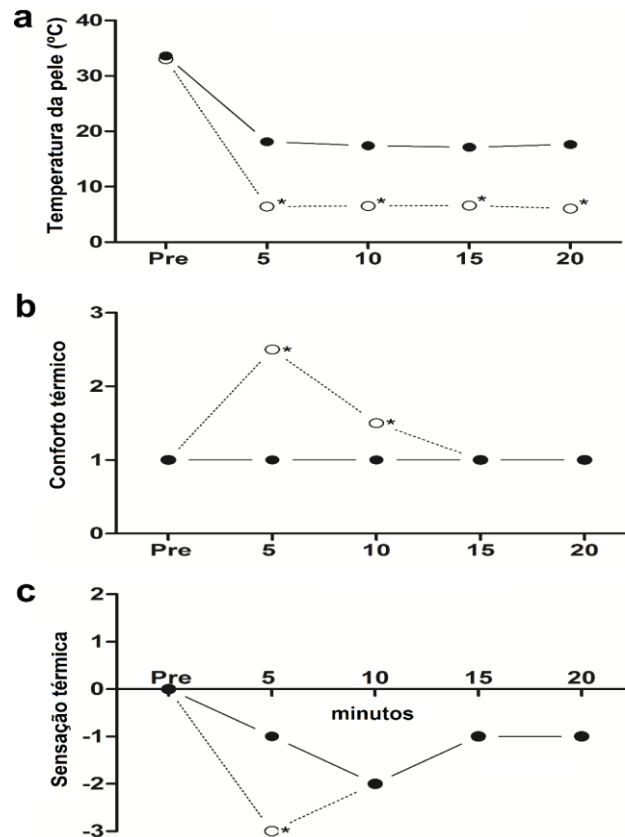 a
Temperatura da pele (ºC)
40
30
20
10
0
Pre 5 10 15 20
* * * *
b
Conforto térmico
3
2
1
0
Pre 5 10 15 20
* *
c
Sensação térmica
2
1
0
-1
-2
-3
Pre 5 10 15 20
minutos
*